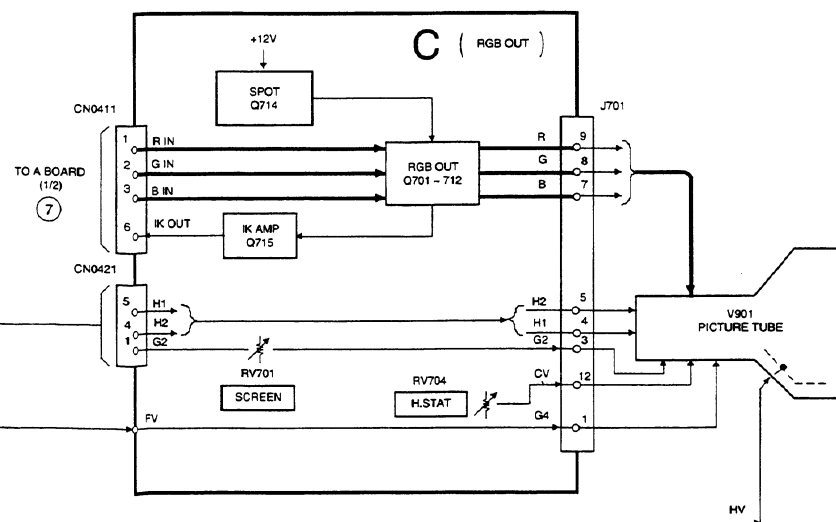 +12V
C ( RGB OUT )
SPOT
Q714
CN0411
J701
1 R IN
2 G IN
3 B IN
6 IK OUT
TO A BOARD
(1/2)
7
RGB OUT
Q701 ~ 712
IK AMP
Q715
R 9
G 8
B 7
CN0421
5 H1
4 H2
1 G2
H2 5
H1 4
G2 3
V901
PICTURE TUBE
RV701
SCREEN
RV704
H.STAT
CV 12
FV
G4 1
HV